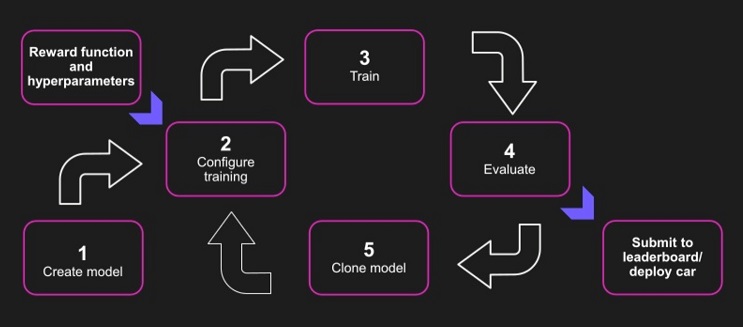 Reward function
and
hyperparameters
3
Train
2
Configure
training
4
Evaluate
1
Create model
5
Clone model
Submit to
leaderboard/
deploy car